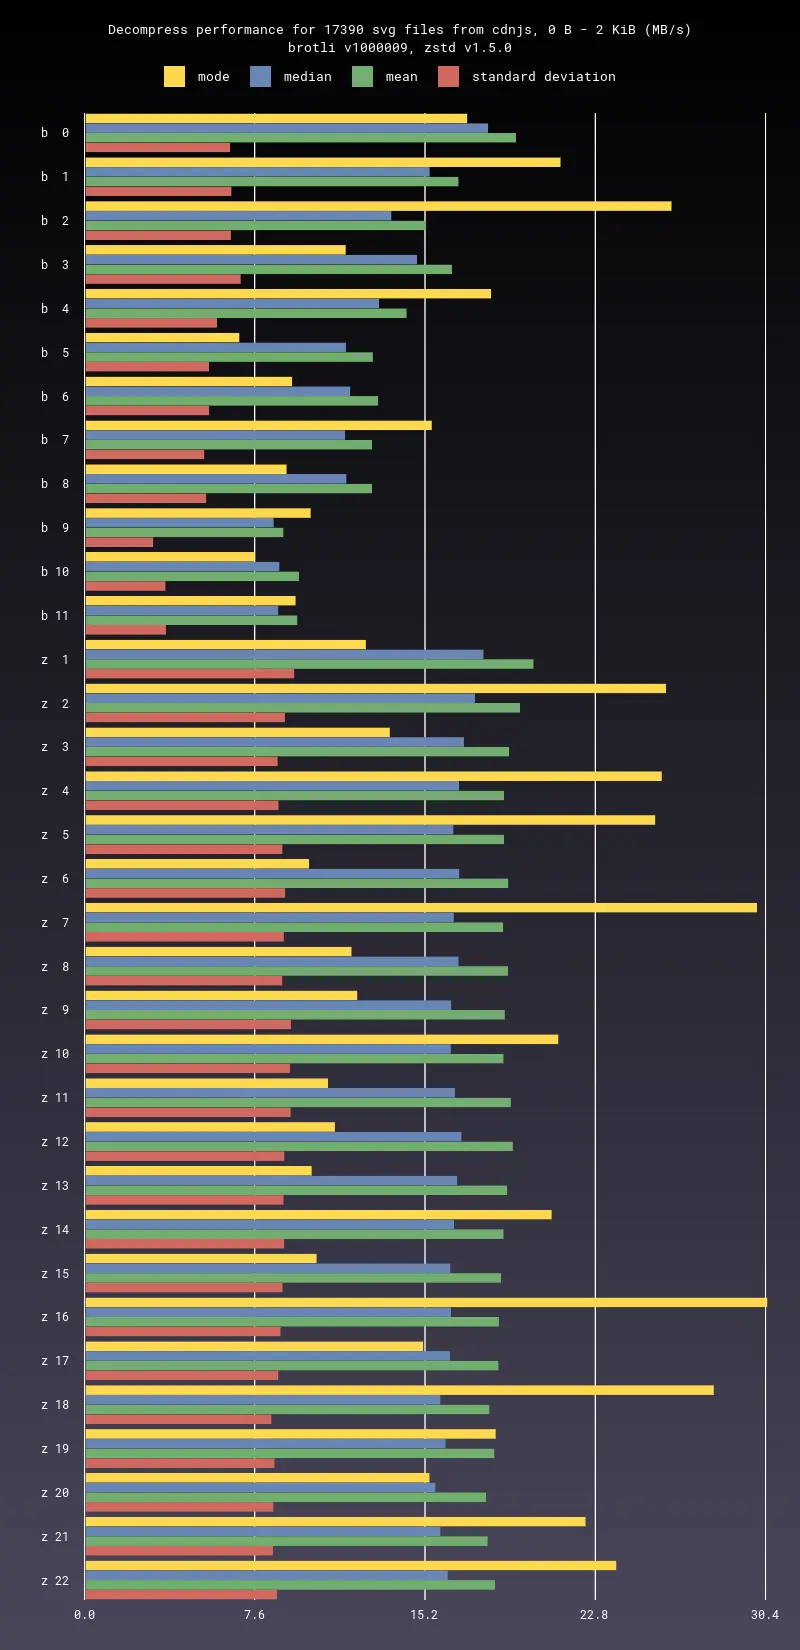 Decompress performance for 17390 svg files from cdnjs, 0 B - 2 KiB (MB/s)
brotli v1000009, zstd v1.5.0
mode median mean standard deviation
b 0
b 1
b 2
b 3
b 4
b 5
b 6
b 7
b 8
b 9
b 10
b 11
z 1
z 2
z 3
z 4
z 5
z 6
z 7
z 8
z 9
z 10
z 11
z 12
z 13
z 14
z 15
z 16
z 17
z 18
z 19
z 20
z 21
z 22
0.0 7.6 15.2 22.8 30.4